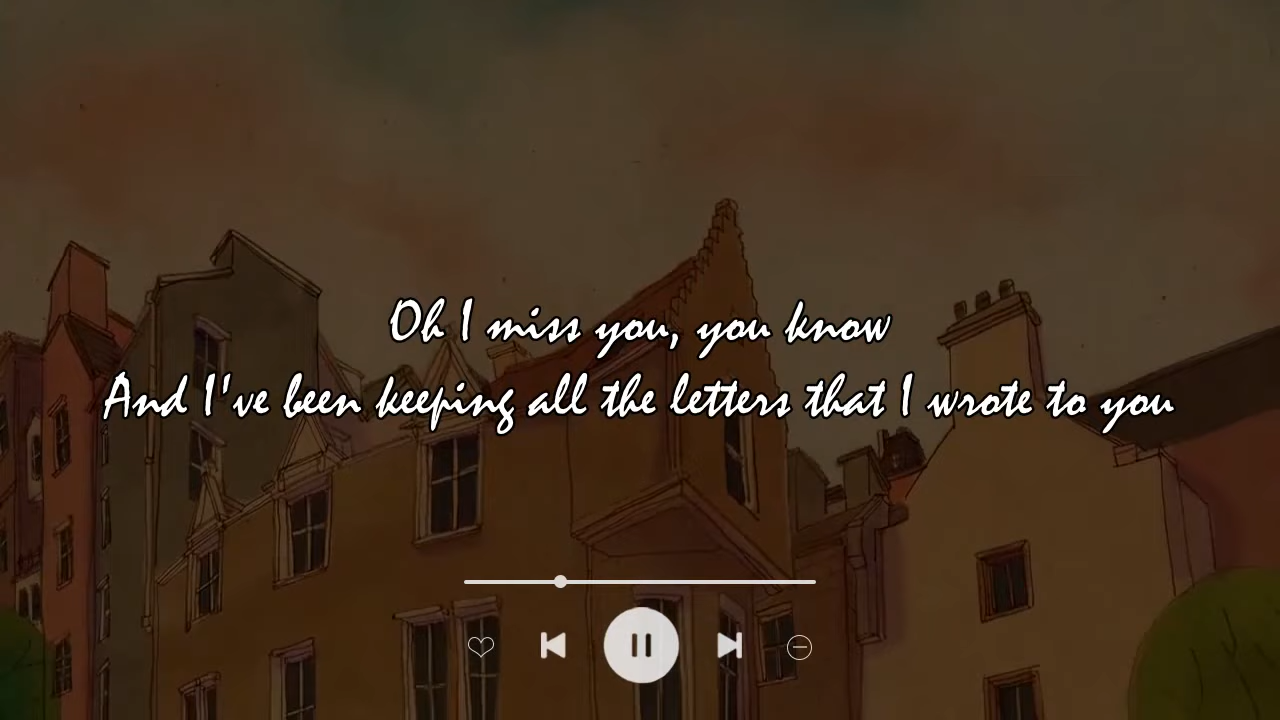 Oh I miss you, you know
And I've been keeping all the letters that I wrote to you